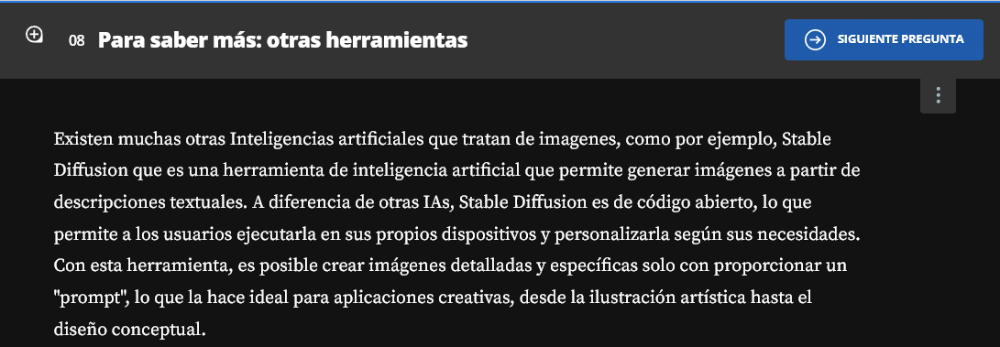 08 Para saber más: otras herramientas
SIGUIENTE PREGUNTA
Existen muchas otras Inteligencias artificiales que tratan de imagenes, como por ejemplo, Stable
Diffusion que es una herramienta de inteligencia artificial que permite generar imágenes a partir de
descripciones textuales. A diferencia de otras IAs, Stable Diffusion es de código abierto, lo que
permite a los usuarios ejecutarla en sus propios dispositivos y personalizarla según sus necesidades.
Con esta herramienta, es posible crear imágenes detalladas y específicas solo con proporcionar un
"prompt", lo que la hace ideal para aplicaciones creativas, desde la ilustración artística hasta el
diseño conceptual.